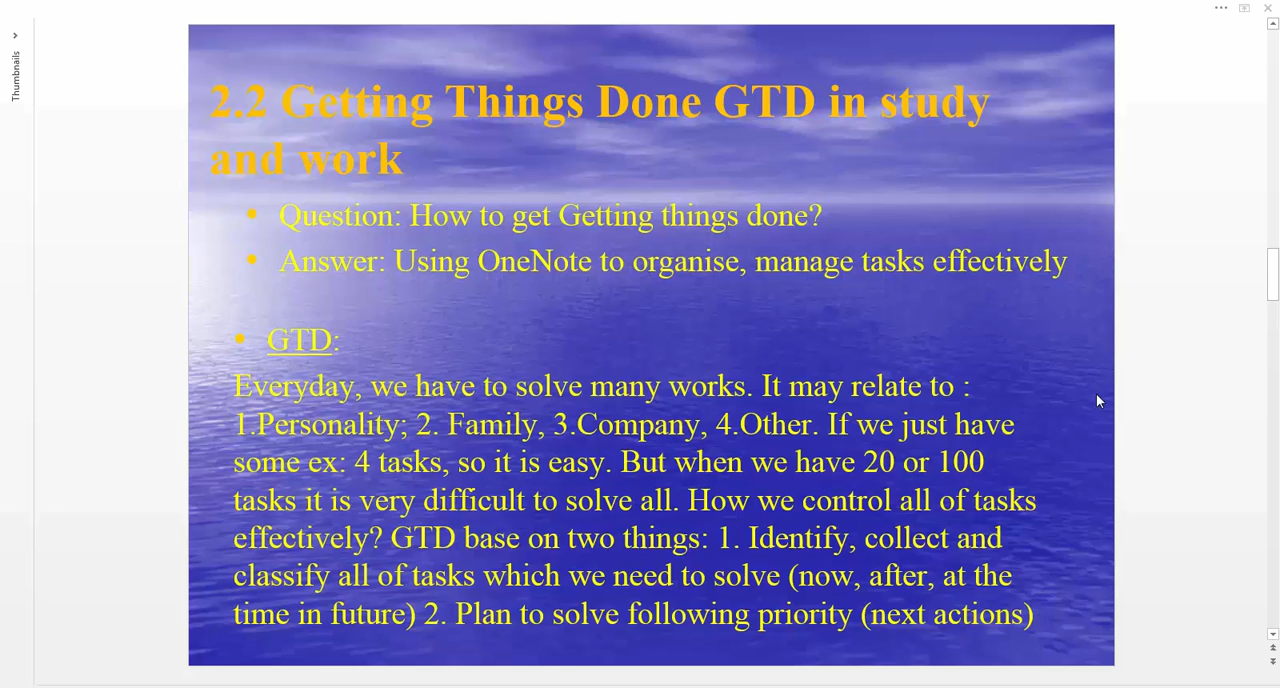 Thumbnails
2.2 Getting Things Done GTD in study
and work
• Question: How to get Getting things done?
• Answer: Using OneNote to organise, manage tasks effectively
• GTD:
Everyday, we have to solve many works. It may relate to :
1.Personality; 2. Family, 3.Company, 4.Other. If we just have
some ex: 4 tasks, so it is easy. But when we have 20 or 100
tasks it is very difficult to solve all. How we control all of tasks
effectively? GTD base on two things: 1. Identify, collect and
classify all of tasks which we need to solve (now, after, at the
time in future) 2. Plan to solve following priority (next actions)